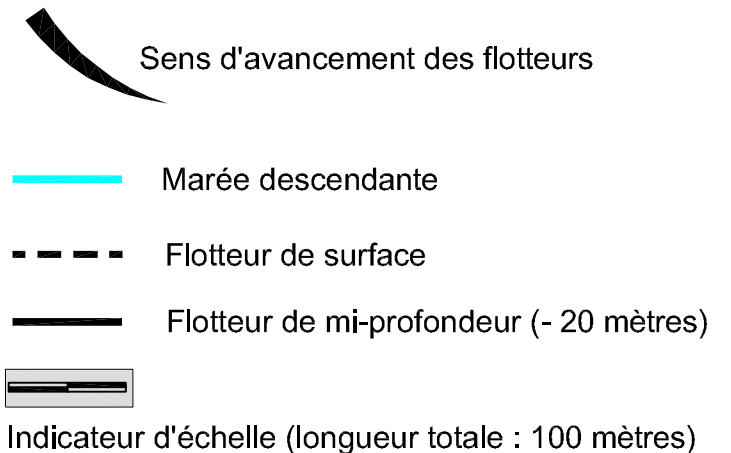 Sens d'avancement des flotteurs
Marée descendante
Flotteur de surface
Flotteur de mi-profondeur (- 20 mètres)
Indicateur d'échelle (longueur totale : 100 mètres)